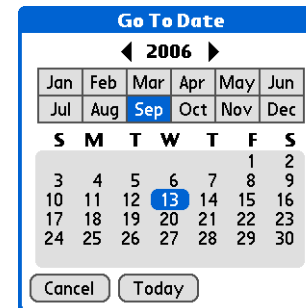 Go To Date
2006
Jan Feb Mar Apr May Jun
Jul Aug Sep Oct Nov Dec
S M T W T F S
1 2
3 4 5 6 7 8 9
10 11 12 13 14 15 16
17 18 19 20 21 22 23
24 25 26 27 28 29 30
Cancel Today